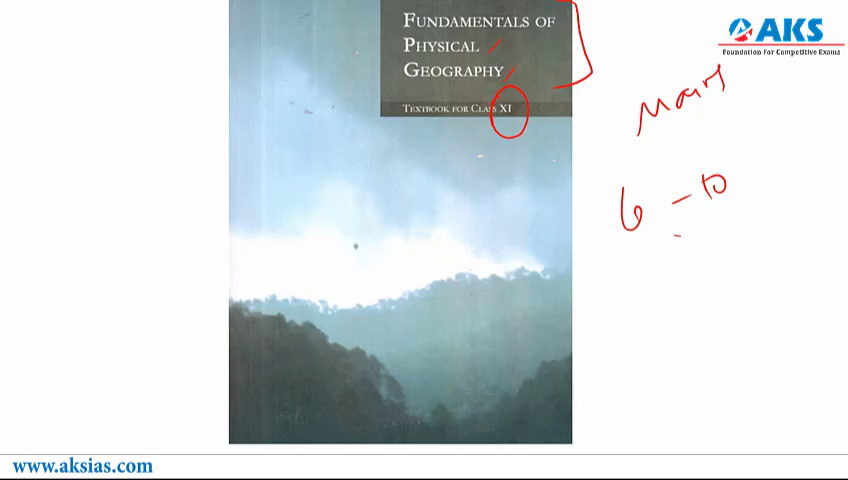 FUNDAMENTALS OF
PHYSICAL
GEOGRAPHY
TEXTBOOK FOR CLASS XI
AKS
Foundation For Competitive Exams
6 - 10
www.aksias.com